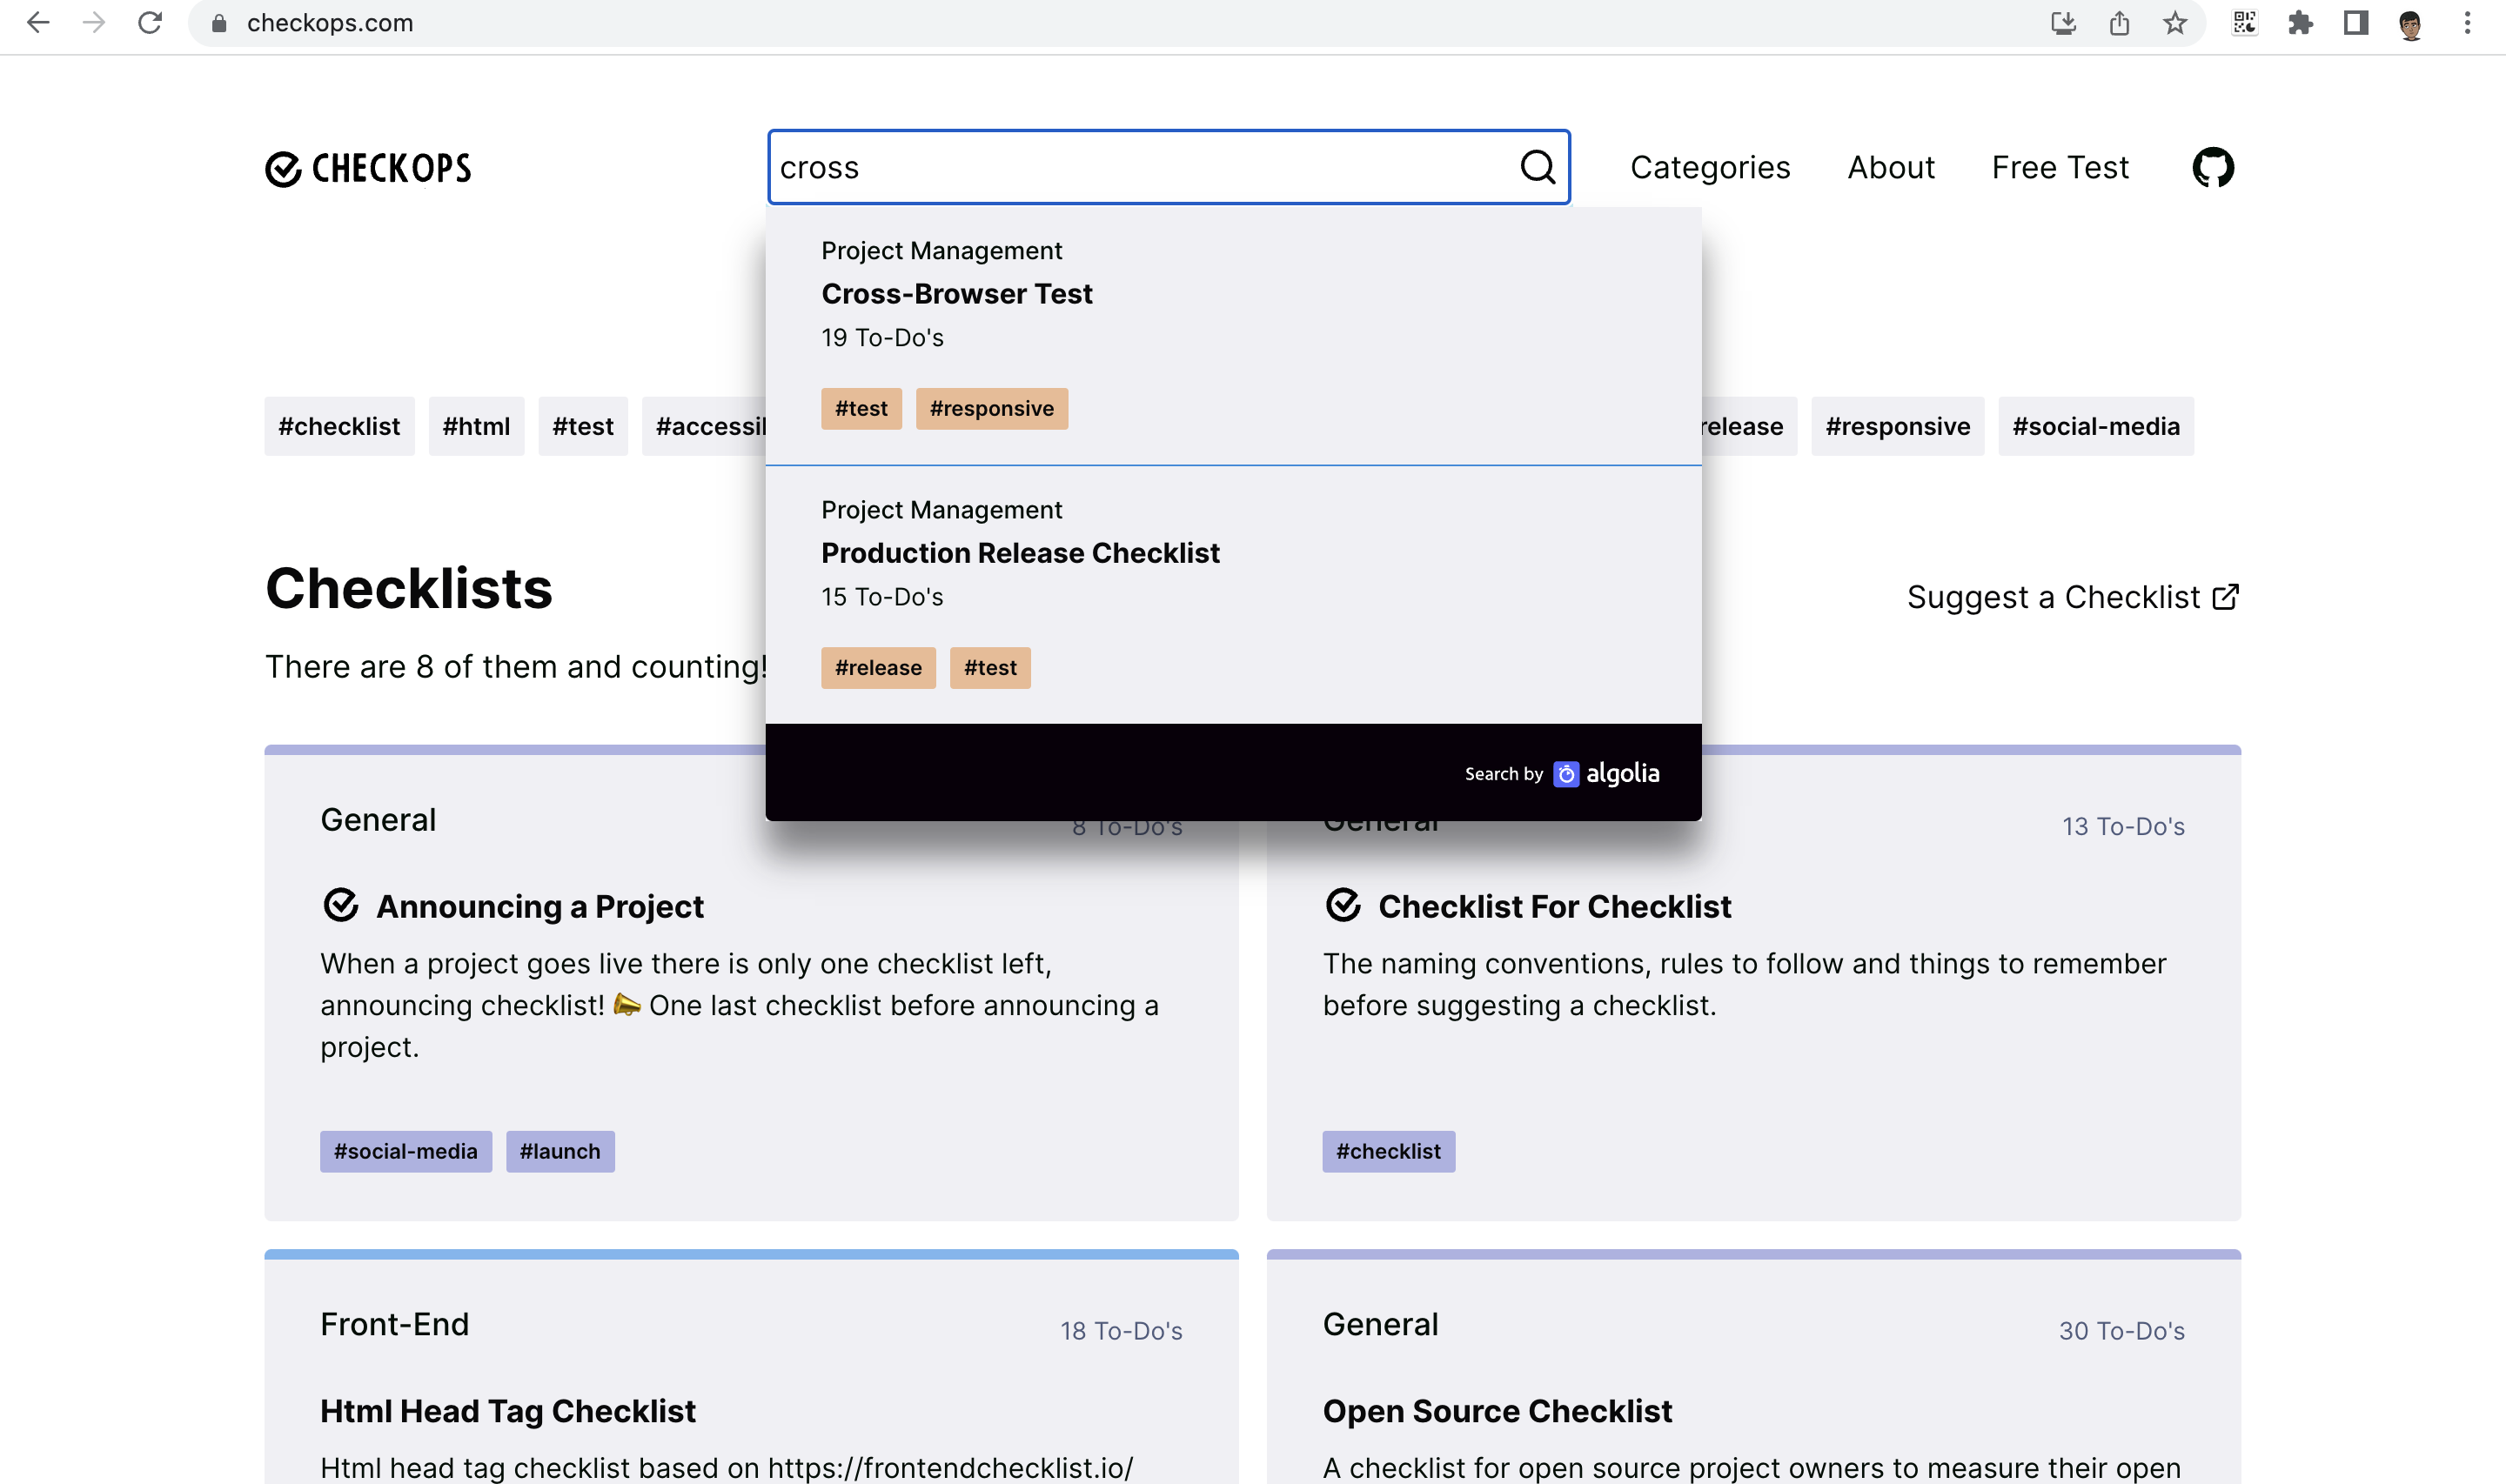 checkops.com
CHECKOPS
cross
Categories
About
Free Test
Project Management
Cross-Browser Test
19 To-Do's
#test #responsive
Project Management
Production Release Checklist
15 To-Do's
#release #test
Search by algolia
#checklist #html #test #accessil release #responsive #social-media
Checklists
Suggest a Checklist
There are 8 of them and counting!
General
8 To-Do's
Announcing a Project
When a project goes live there is only one checklist left,
announcing checklist! 📣 One last checklist before announcing a
project.
#social-media #launch
General
13 To-Do's
Checklist For Checklist
The naming conventions, rules to follow and things to remember
before suggesting a checklist.
#checklist
Front-End
18 To-Do's
Html Head Tag Checklist
Html head tag checklist based on https://frontendchecklist.io/
General
30 To-Do's
Open Source Checklist
A checklist for open source project owners to measure their open